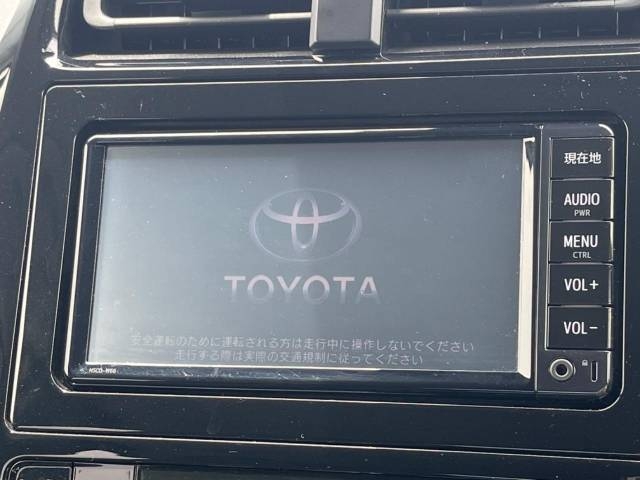 現在地
AUDIO
PWR
MENU
CTRL
VOL+
VOL-
TOYOTA
安全運転のために運転される方は走行中に操作しないでください
走行する際は実際の交通規制に従ってください
NSCD-W66